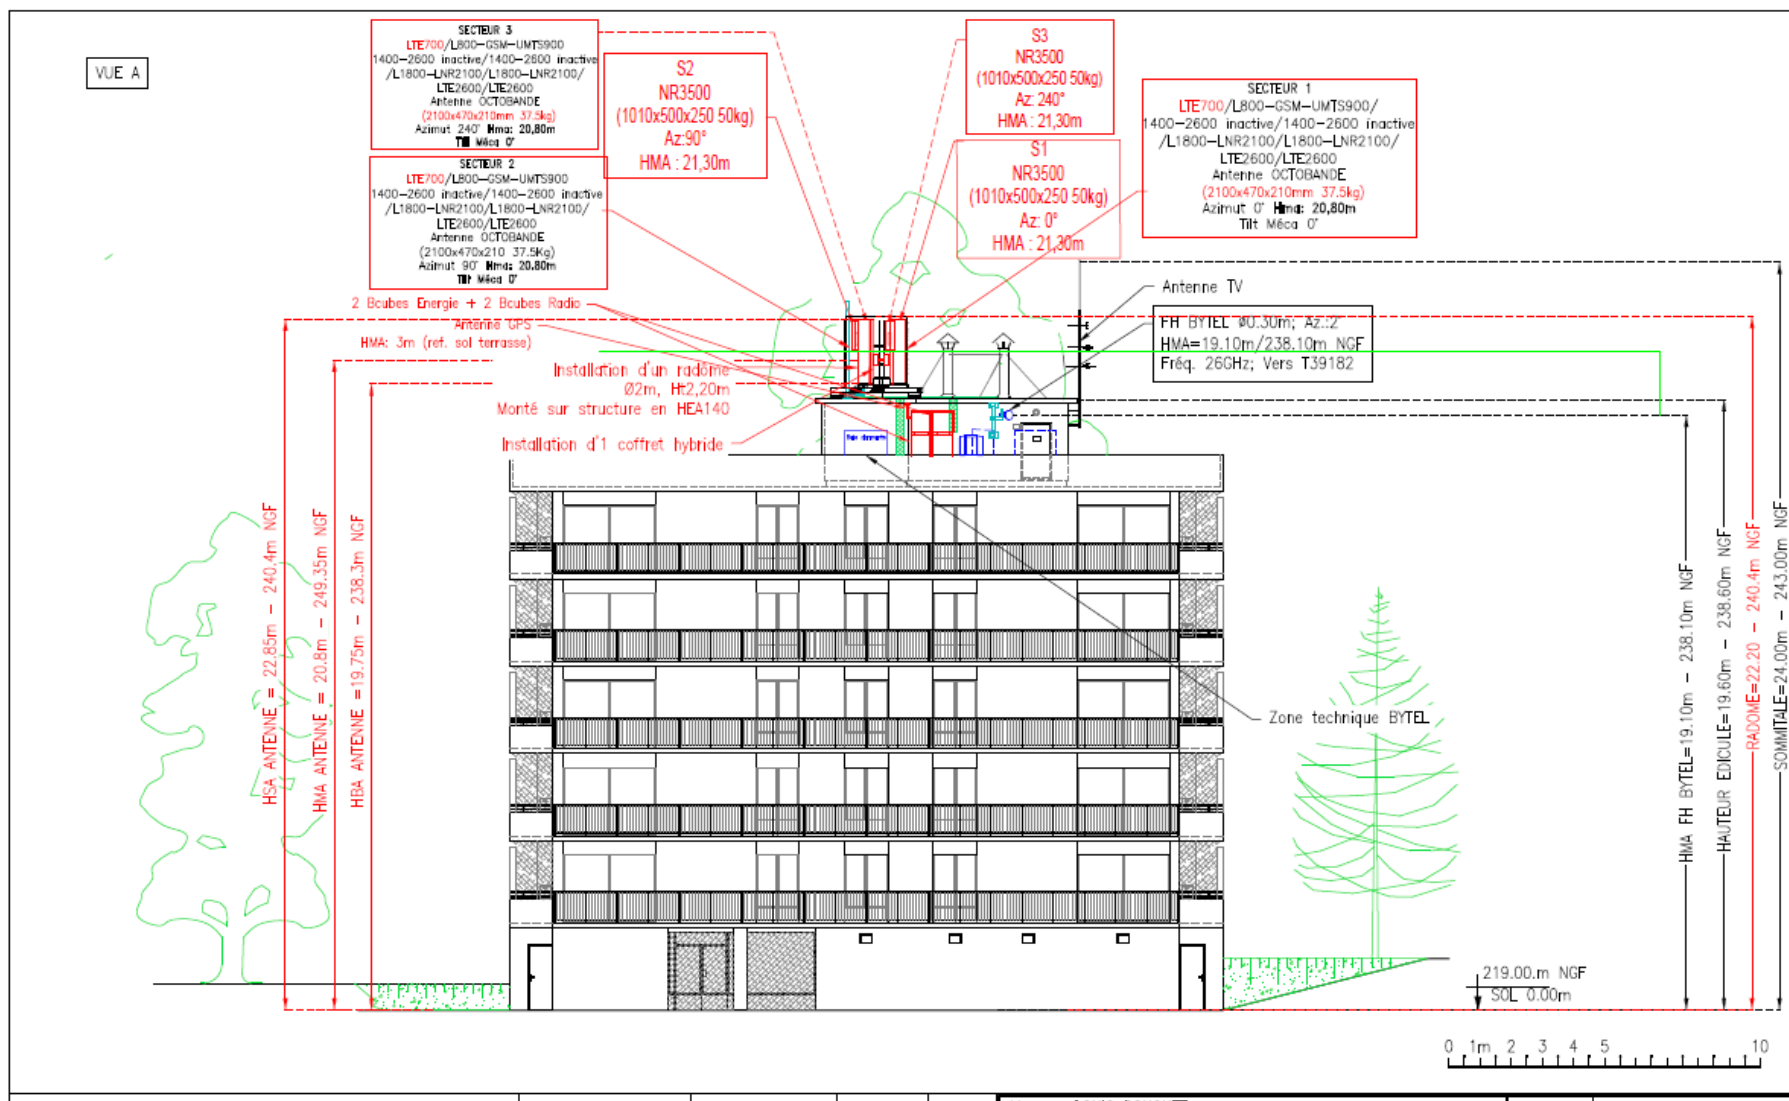 VUE A
SECTEUR 3
LTE700/L800-GSM-UMTS900
1400-2600 inactive/1400-2600 inactive
/L1800-LNR2100/L1800-LNR2100/
LTE2600/LTE2600
Antenne OCTOBANDE
(2100x470x210mm 37.5kg)
Azimut 240° Hma: 20,80m
Tilt Méca 0°
SECTEUR 2
LTE700/L800-GSM-UMTS900
1400-2600 inactive/1400-2600 inactive
/L1800-LNR2100/L1800-LNR2100/
LTE2600/LTE2600
Antenne OCTOBANDE
(2100x470x210 37.5Kg)
Azimut 90° Hma: 20.80m
Tilt Méca 0°
S2
NR3500
(1010x500x250 50kg)
Az:90°
HMA : 21,30m
S3
NR3500
(1010x500x250 50kg)
Az: 240°
HMA : 21,30m
S1
NR3500
(1010x500x250 50kg)
Az: 0°
HMA : 21,30m
SECTEUR 1
LTE700/L800-GSM-UMTS900/
1400-2600 inactive/1400-2600 inactive
/L1800-LNR2100/L1800-LNR2100/
LTE2600/LTE2600
Antenne OCTOBANDE
(2100x470x210mm 37.5kg)
Azimut 0° Hma: 20,80m
Tilt Méca 0°
2 Bcubes Energie + 2 Bcubes Radio
Antenne GPS
HMA: 3m (ref. sol terrasse)
Installation d'un radôme
Ø2m, Ht2,20m
Monté sur structure en HEA140
Installation d'1 coffret hybride
Antenne TV
FH BYTEL Ø0.30m; Az.:2°
HMA=19.10m/238.10m NGF
Fréq. 26GHz; Vers T39182
Zone technique BYTEL
HSA ANTENNE = 22,85m - 240,4m NGF
HMA ANTENNE = 20.8m - 249.35m NGF
HBA ANTENNE =19.75m - 238.3m NGF
HMA FH BYTEL=19.10m - 238.10m NGF
HAUTEUR EDICULE=19.60m - 238.60m NGF
RADOME=22.20 - 240.4m NGF
SOMMITALE=24.00m - 243.00m NGF
219.00.m NGF
SOL 0.00m
0 1m 2 3 4 5 10